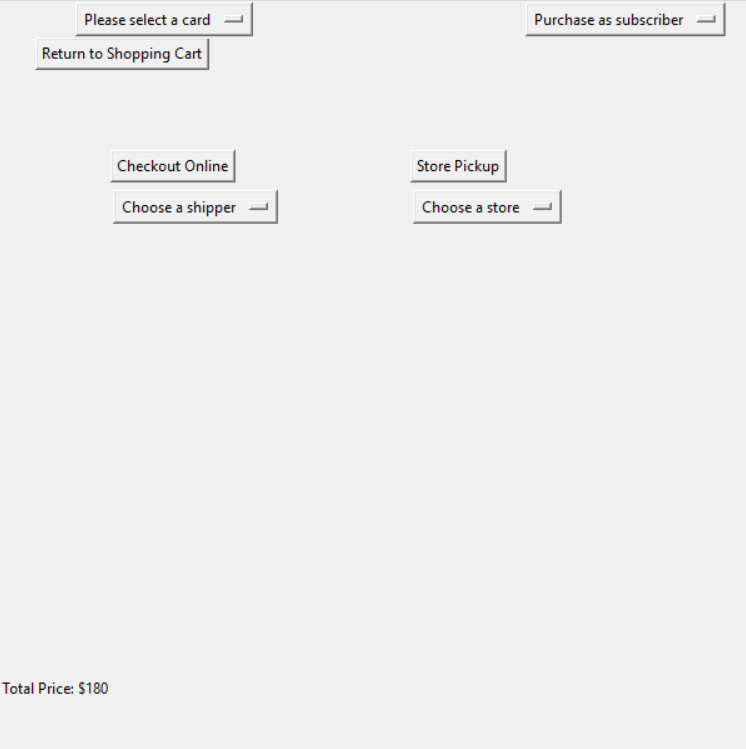 Please select a card
Purchase as subscriber
Return to Shopping Cart
Checkout Online
Store Pickup
Choose a shipper
Choose a store
Total Price: $180